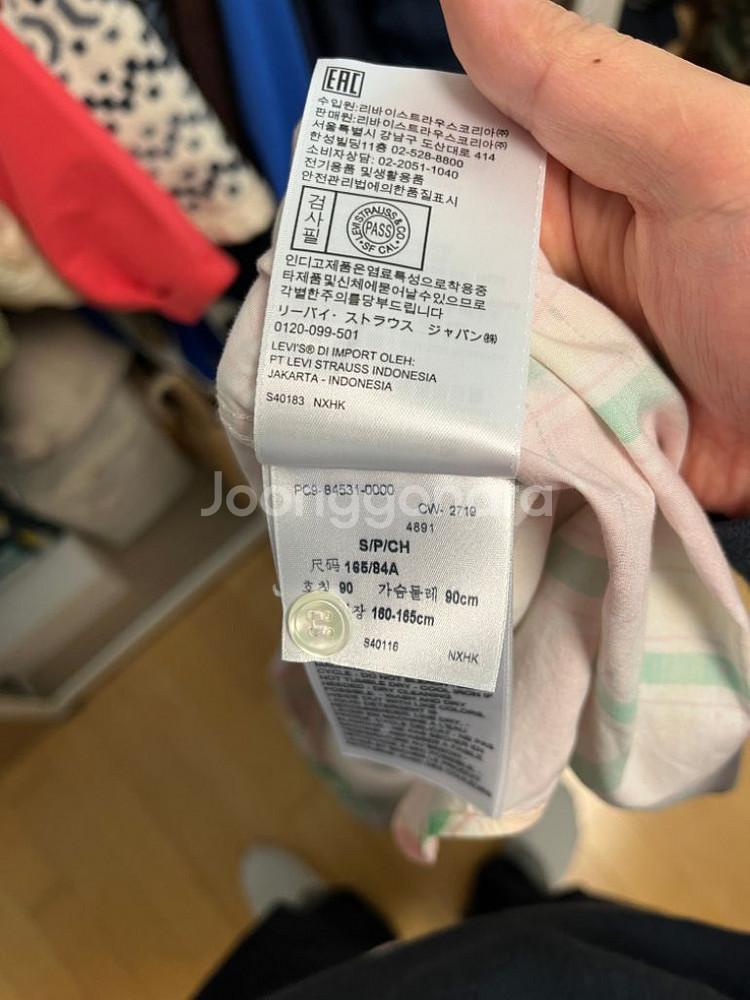 EAC
수입원:리바이스트라우스코리아㈜
판매원:리바이스트라우스코리아㈜
서울특별시 강남구 도산대로 414
한성빌딩11층 02-528-8800
소비자상담: 02-2051-1040
전기용품 및생활용품
안전관리법에의한품질표시
검사필
LEVI STRAUSS & CO
PASS
SF CAL
인디고제품은염료특성으로착용중
타제품및신체에묻어날수있으므로
각별한주의를당부드립니다
リーバイ・ストラウス ジャパン㈱
0120-099-501
LEVI'S® DI IMPORT OLEH:
PT LEVI STRAUSS INDONESIA
JAKARTA - INDONESIA
S40183 NXHK
PC9-84531-0000
Joonggonara
CW- 2719
4891
S/P/CH
尺码 165/84A
호칭 90 가슴둘레 90cm
장 160-165cm
S40116 NXHK